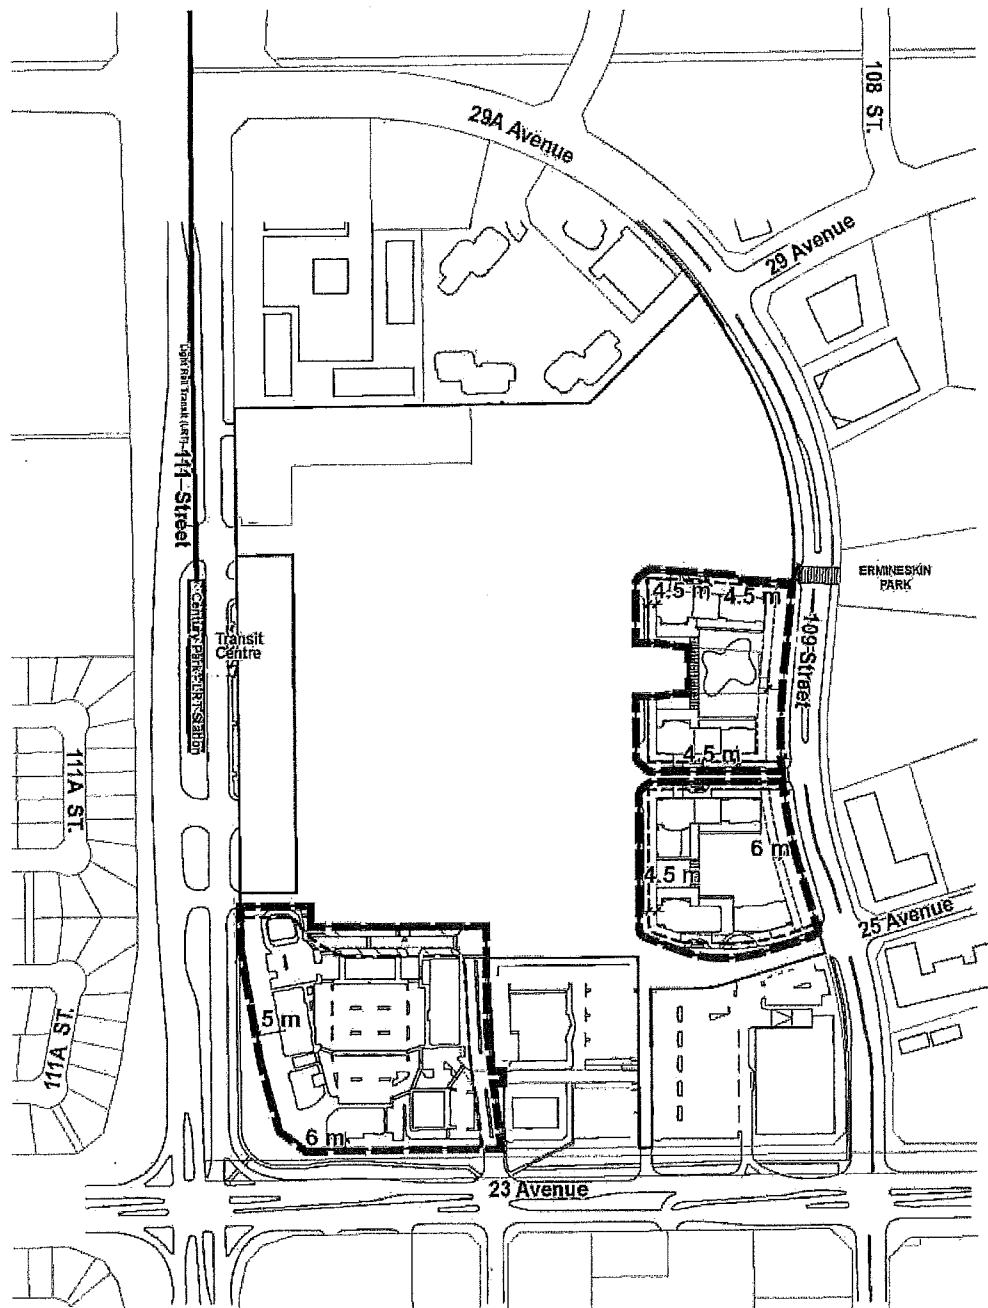 108 ST.
29A Avenue
29 Avenue
Light Rail Transit (LRT)
111 Street
ERMINESKIN
PARK
4.5 m
4.5 m
Century Park LRT Station
Transit
Centre
109 Street
4.5 m
111A ST.
6 m
4.5 m
25 Avenue
5 m
111A ST.
6 m
23 Avenue